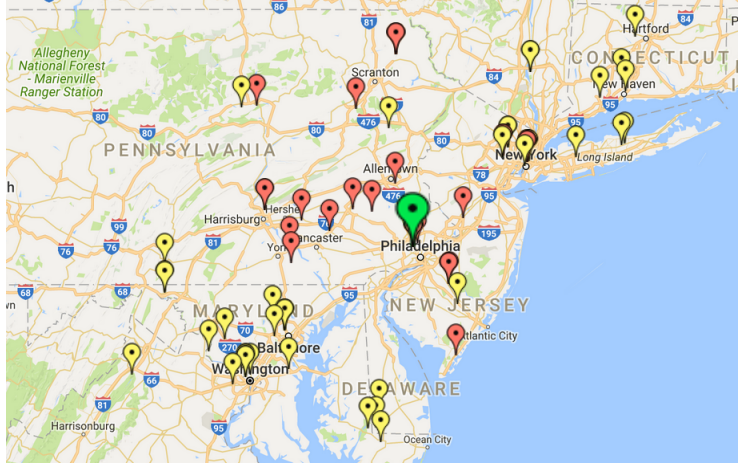 86
81
84
Hartford
Allegheny
National Forest
- Marienville
Ranger Station
CONNECTICUT
Scranton
84
New Haven
80
95
80
476
80
80
95
PENNSYLVANIA
New York
Long Island
Allentown
78
476
Hershey
Harrisburg
99
76
76
81
Lancaster
195
York
Philadelphia
68
68
95
MARYLAND
NEW JERSEY
70
Atlantic City
270
Baltimore
66
Washington
81
DELAWARE
Harrisonburg
95
Ocean City